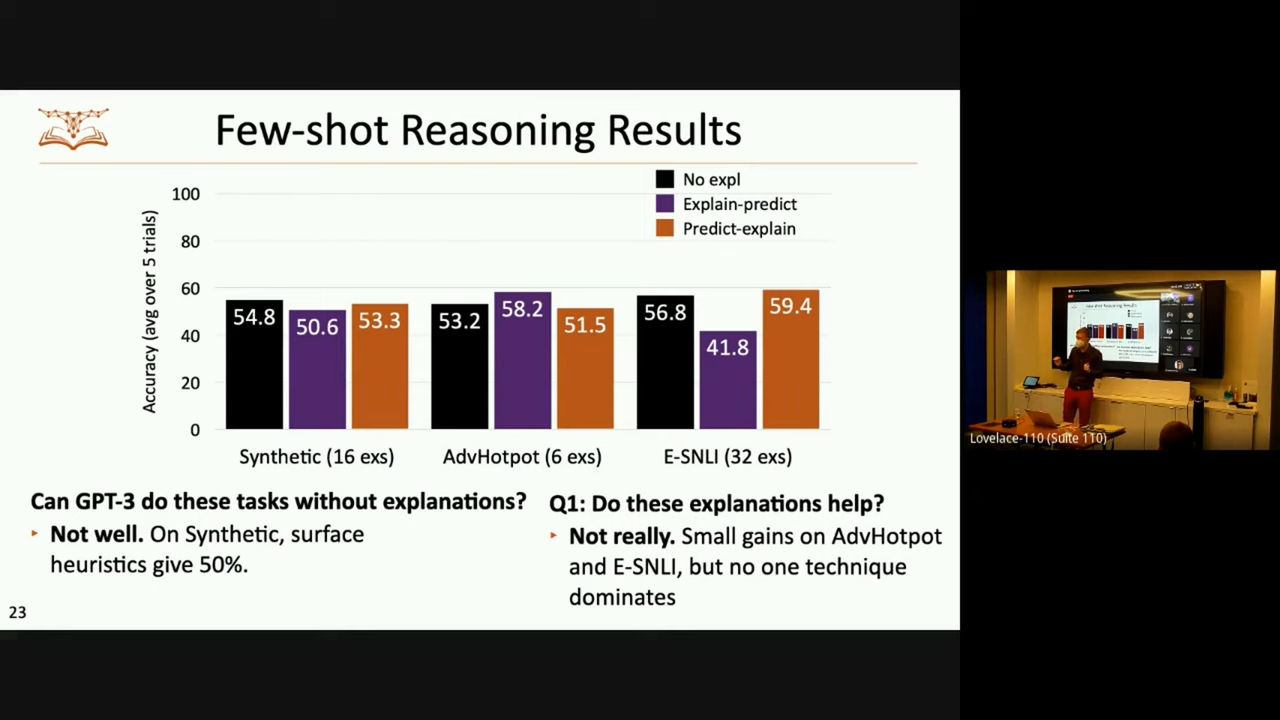 Few-shot Reasoning Results
No expl
Explain-predict
Predict-explain
Accuracy (avg over 5 trials)
100
80
60
40
20
0
54.8
50.6
53.3
53.2
58.2
51.5
56.8
41.8
59.4
Synthetic (16 exs)
AdvHotpot (6 exs)
E-SNLI (32 exs)
Can GPT-3 do these tasks without explanations?
Not well. On Synthetic, surface
heuristics give 50%.
Q1: Do these explanations help?
Not really. Small gains on AdvHotpot
and E-SNLI, but no one technique
dominates
23
Few-shot Reasoning Results
Lovelace-110 (Suite 110)